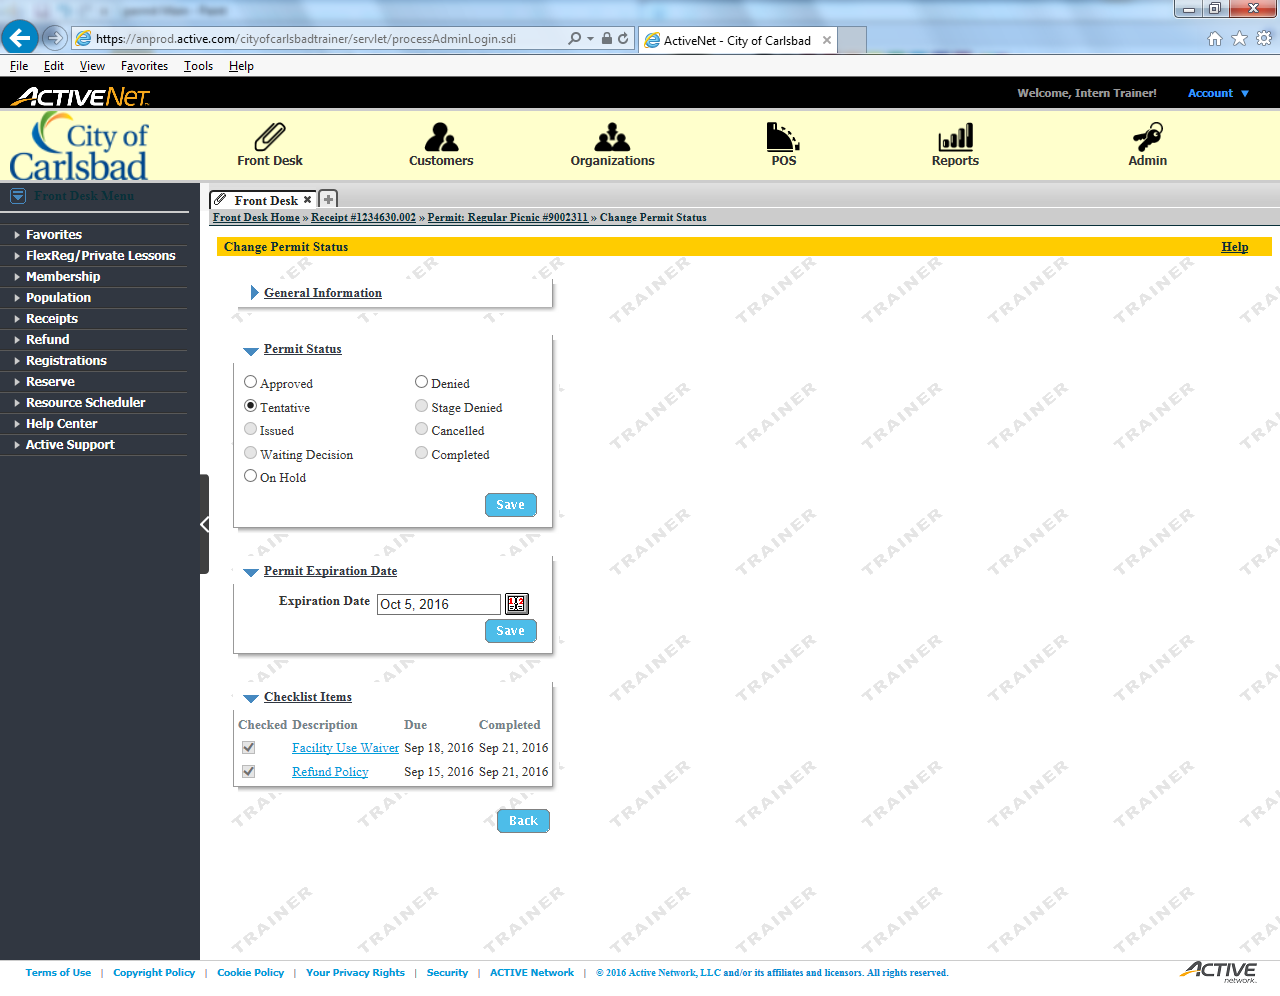 https://anprod.active.com/cityofcarlsbadtrainer/servlet/processAdminLogin.sdi
ActiveNet - City of Carlsbad
File Edit View Favorites Tools Help
ACTIVENET
Welcome, Intern Trainer! Account
City of
Carlsbad
Front Desk Customers Organizations POS Reports Admin
Front Desk Menu
Favorites
FlexReg/Private Lessons
Membership
Population
Receipts
Refund
Registrations
Reserve
Resource Scheduler
Help Center
Active Support
Front Desk
Front Desk Home » Receipt #1234630.002 » Permit: Regular Picnic #9002311 » Change Permit Status
Change Permit Status Help
General Information
Permit Status
Approved Denied
Tentative Stage Denied
Issued Cancelled
Waiting Decision Completed
On Hold
Save
Permit Expiration Date
Expiration Date Oct 5, 2016
Save
Checklist Items
Checked Description Due Completed
Facility Use Waiver Sep 18, 2016 Sep 21, 2016
Refund Policy Sep 15, 2016 Sep 21, 2016
Back
TRAINER
Terms of Use | Copyright Policy | Cookie Policy | Your Privacy Rights | Security | ACTIVE Network | © 2016 Active Network, LLC and/or its affiliates and licensors. All rights reserved.
ACTIVE
network